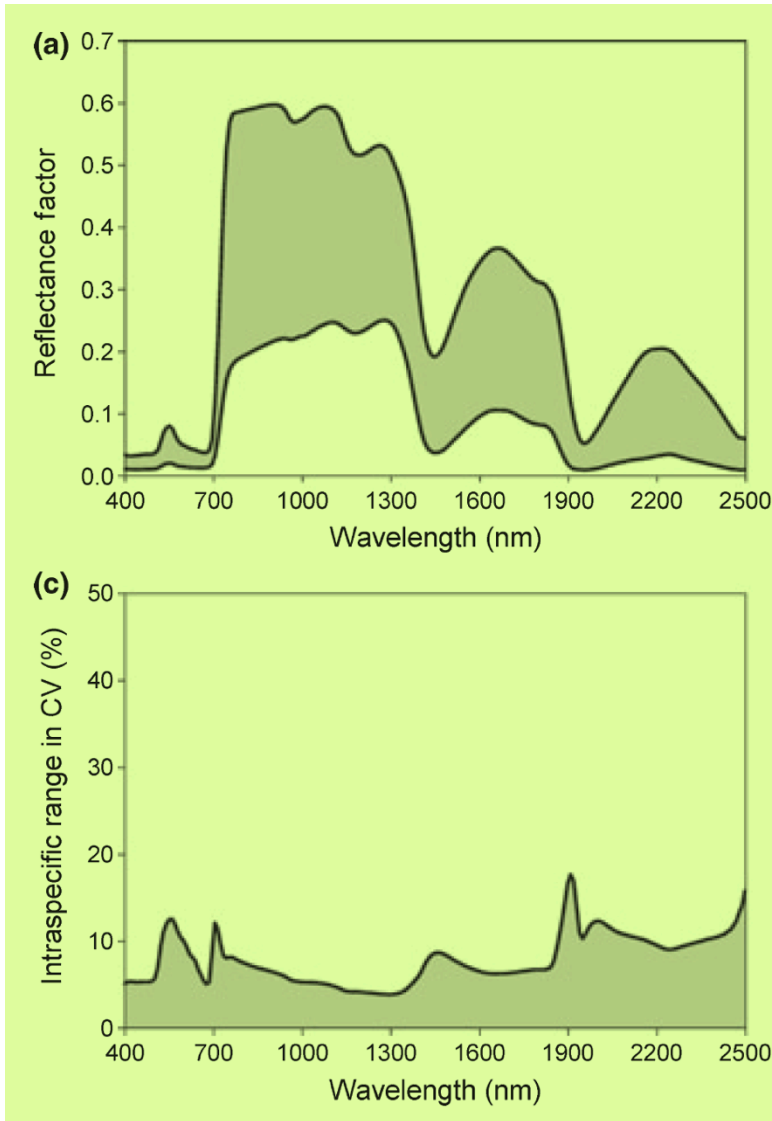 (a)
0.7
0.6
0.5
0.4
0.3
0.2
0.1
0.0
Reflectance factor
400 700 1000 1300 1600 1900 2200 2500
Wavelength (nm)
(c)
50
40
30
20
10
0
Intraspecific range in CV (%)
400 700 1000 1300 1600 1900 2200 2500
Wavelength (nm)